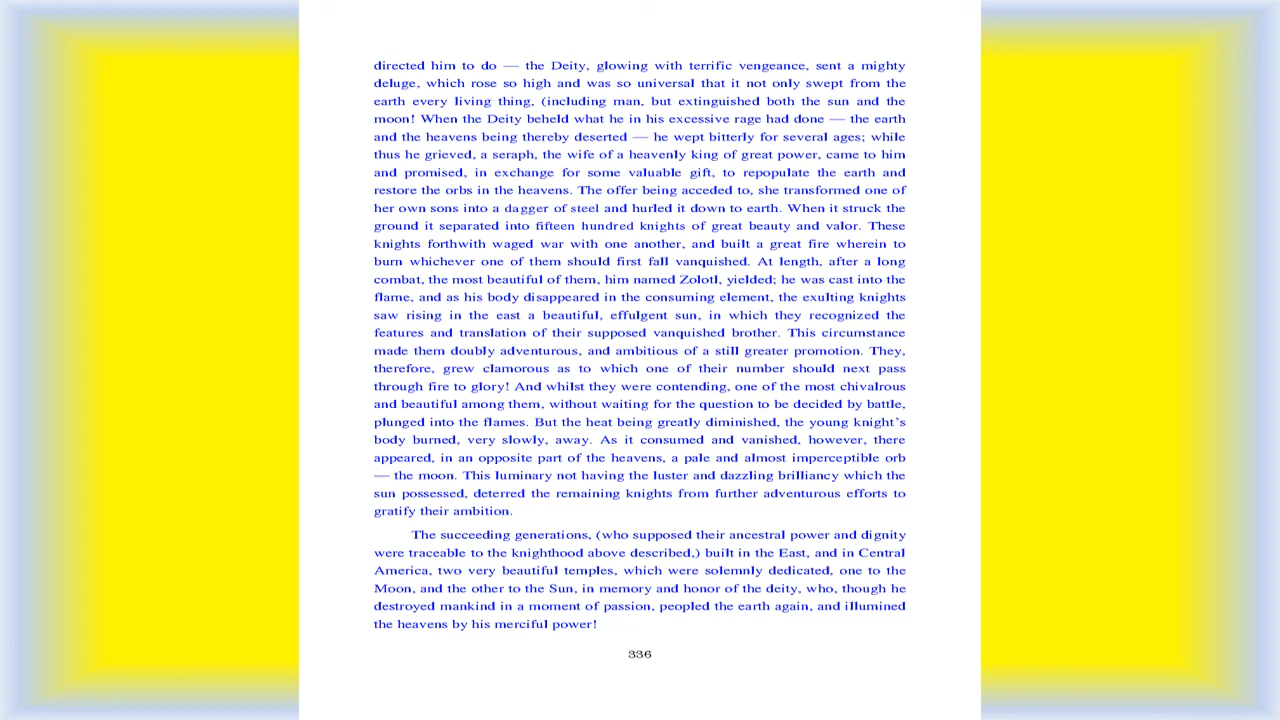 directed him to do — the Deity, glowing with terrific vengeance, sent a mighty
deluge, which rose so high and was so universal that it not only swept from the
earth every living thing, (including man, but extinguished both the sun and the
moon! When the Deity beheld what he in his excessive rage had done — the earth
and the heavens being thereby deserted — he wept bitterly for several ages; while
thus he grieved, a seraph, the wife of a heavenly king of great power, came to him
and promised, in exchange for some valuable gift, to repopulate the earth and
restore the orbs in the heavens. The offer being acceded to, she transformed one of
her own sons into a dagger of steel and hurled it down to earth. When it struck the
ground it separated into fifteen hundred knights of great beauty and valor. These
knights forthwith waged war with one another, and built a great fire wherein to
burn whichever one of them should first fall vanquished. At length, after a long
combat, the most beautiful of them, him named Zolotl, yielded; he was cast into the
flame, and as his body disappeared in the consuming element, the exulting knights
saw rising in the east a beautiful, effulgent sun, in which they recognized the
features and translation of their supposed vanquished brother. This circumstance
made them doubly adventurous, and ambitious of a still greater promotion. They,
therefore, grew clamorous as to which one of their number should next pass
through fire to glory! And whilst they were contending, one of the most chivalrous
and beautiful among them, without waiting for the question to be decided by battle,
plunged into the flames. But the heat being greatly diminished, the young knight's
body burned, very slowly, away. As it consumed and vanished, however, there
appeared, in an opposite part of the heavens, a pale and almost imperceptible orb
— the moon. This luminary not having the luster and dazzling brilliancy which the
sun possessed, deterred the remaining knights from further adventurous efforts to
gratify their ambition.
The succeeding generations, (who supposed their ancestral power and dignity
were traceable to the knighthood above described,) built in the East, and in Central
America, two very beautiful temples, which were solemnly dedicated, one to the
Moon, and the other to the Sun, in memory and honor of the deity, who, though he
destroyed mankind in a moment of passion, peopled the earth again, and illumined
the heavens by his merciful power!
336